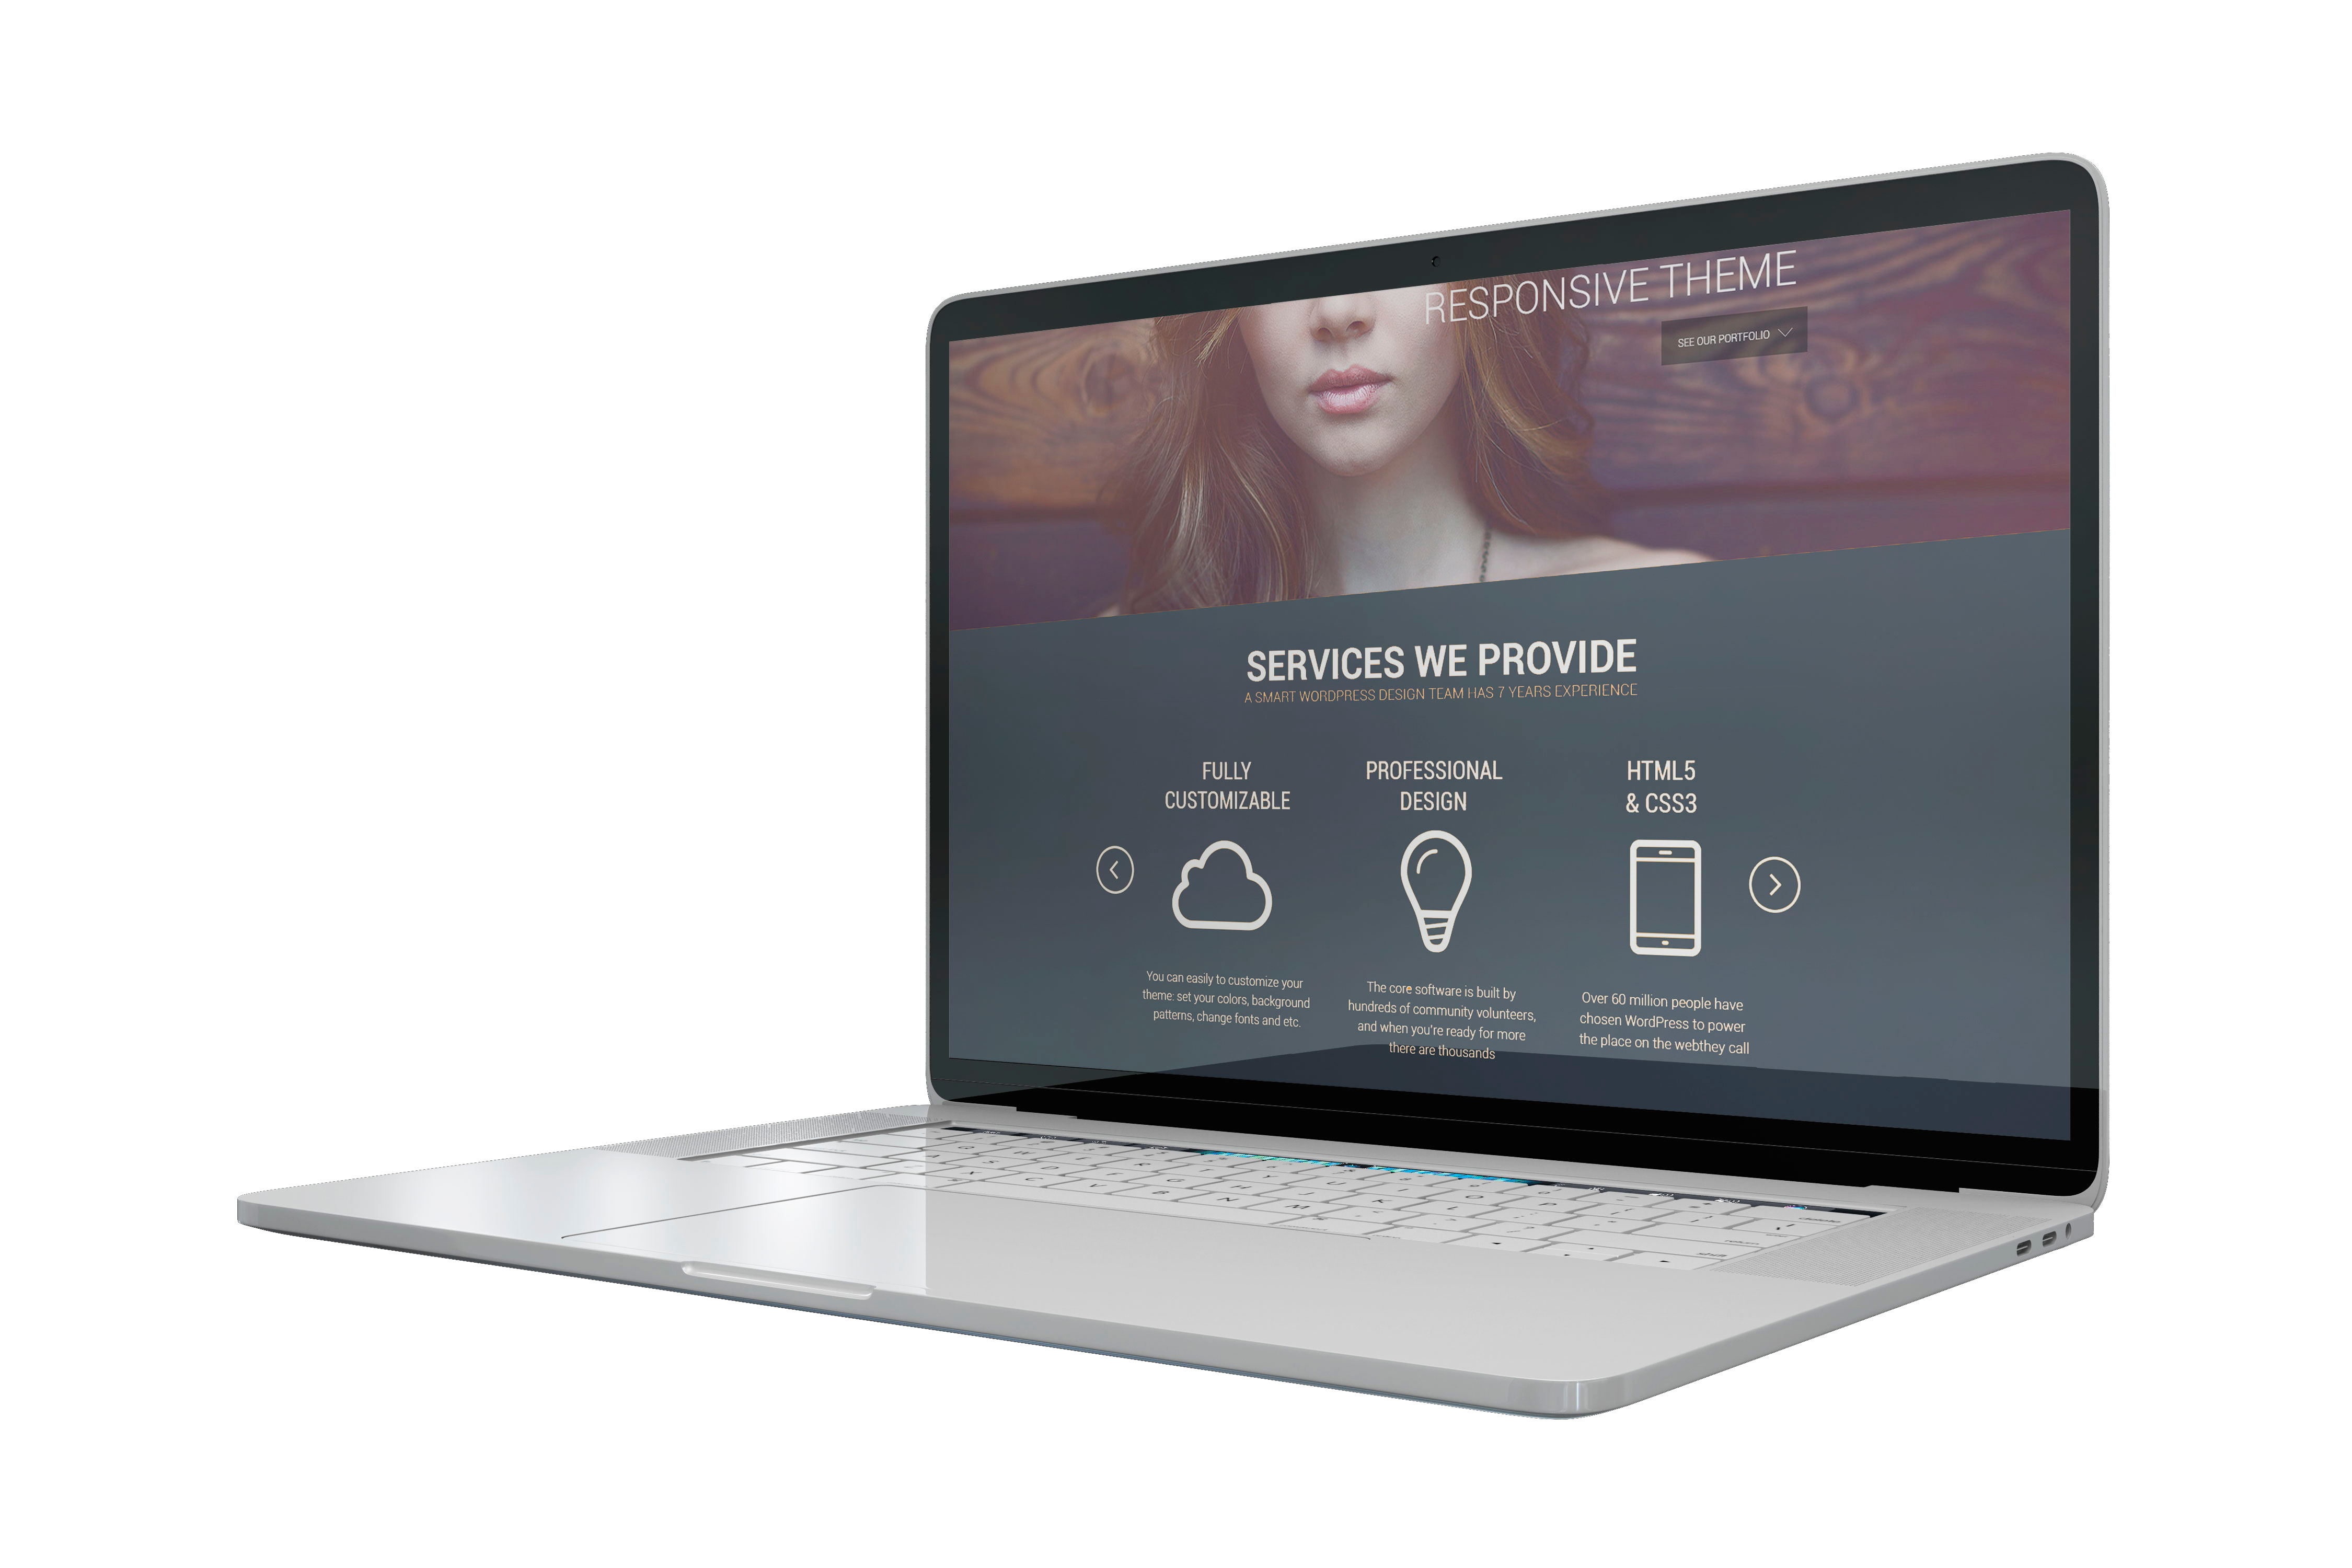 RESPONSIVE THEME
SEE OUR PORTFOLIO
SERVICES WE PROVIDE
A SMART WORDPRESS DESIGN TEAM HAS 7 YEARS EXPERIENCE
FULLY
CUSTOMIZABLE
You can easily to customize your
theme: set your colors, background
patterns, change fonts and etc.
PROFESSIONAL
DESIGN
The core software is built by
hundreds of community volunteers,
and when you're ready for more
there are thousands
HTML5
& CSS3
Over 60 million people have
chosen WordPress to power
the place on the webthey call